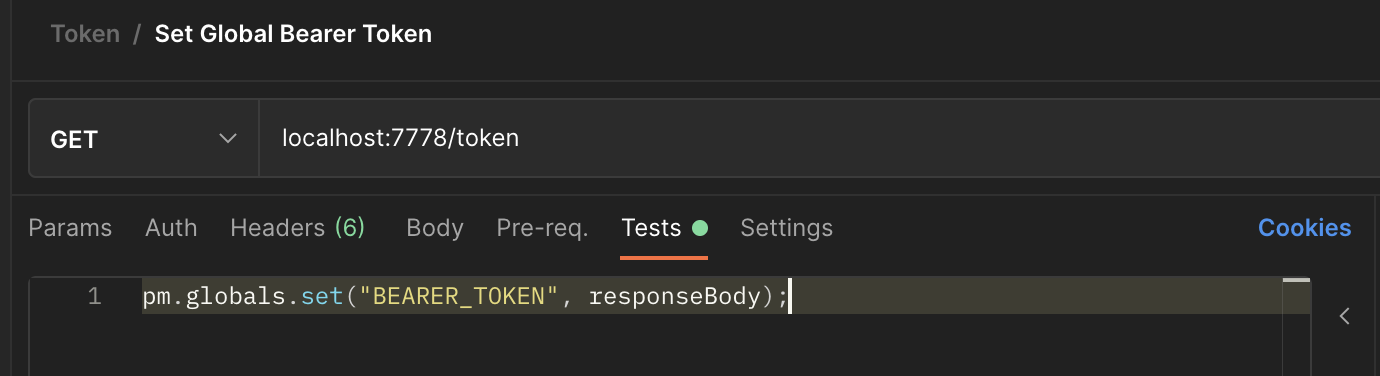 Token / Set Global Bearer Token
GET localhost:7778/token
Params Auth Headers (6) Body Pre-req. Tests Settings Cookies
1 pm.globals.set("BEARER_TOKEN", responseBody);